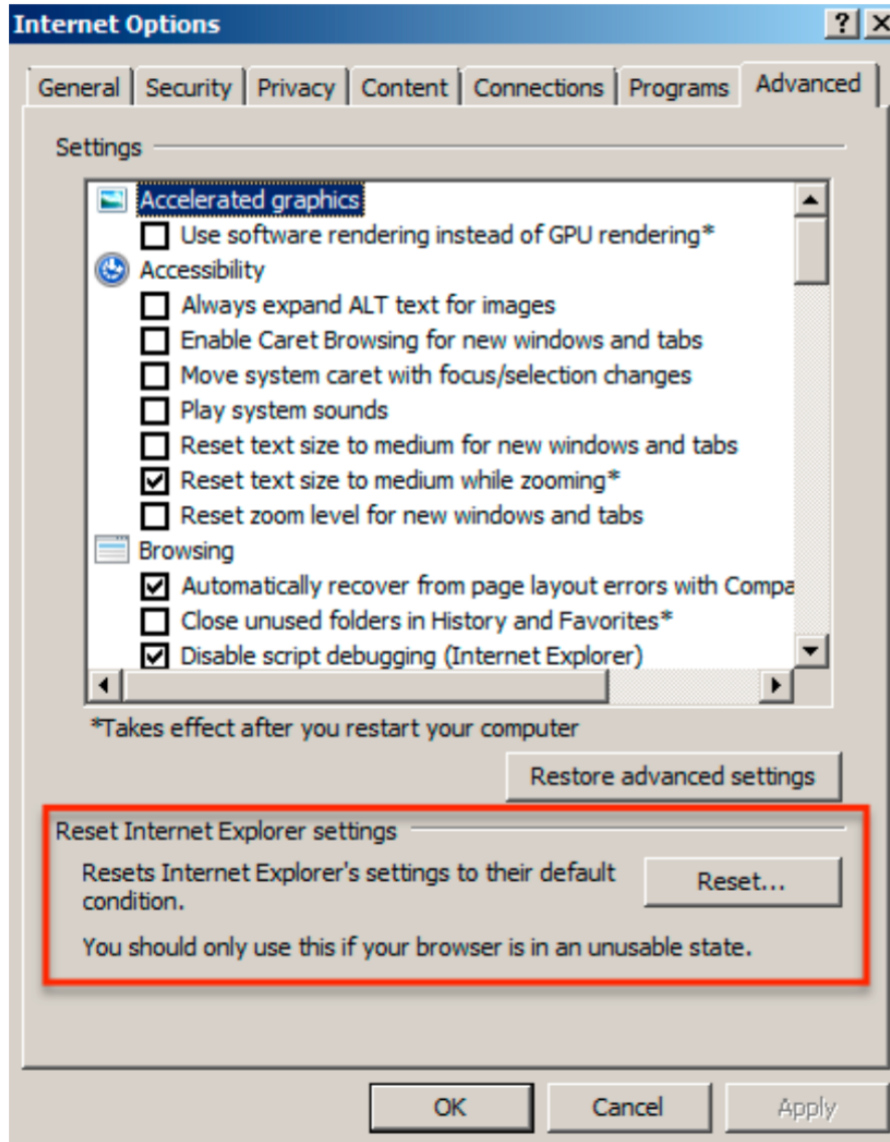 Internet Options
General Security Privacy Content Connections Programs Advanced
Settings
Accelerated graphics
Use software rendering instead of GPU rendering*
Accessibility
Always expand ALT text for images
Enable Caret Browsing for new windows and tabs
Move system caret with focus/selection changes
Play system sounds
Reset text size to medium for new windows and tabs
Reset text size to medium while zooming*
Reset zoom level for new windows and tabs
Browsing
Automatically recover from page layout errors with Compa
Close unused folders in History and Favorites*
Disable script debugging (Internet Explorer)
*Takes effect after you restart your computer
Restore advanced settings
Reset Internet Explorer settings
Resets Internet Explorer's settings to their default
condition.
Reset...
You should only use this if your browser is in an unusable state.
OK Cancel Apply